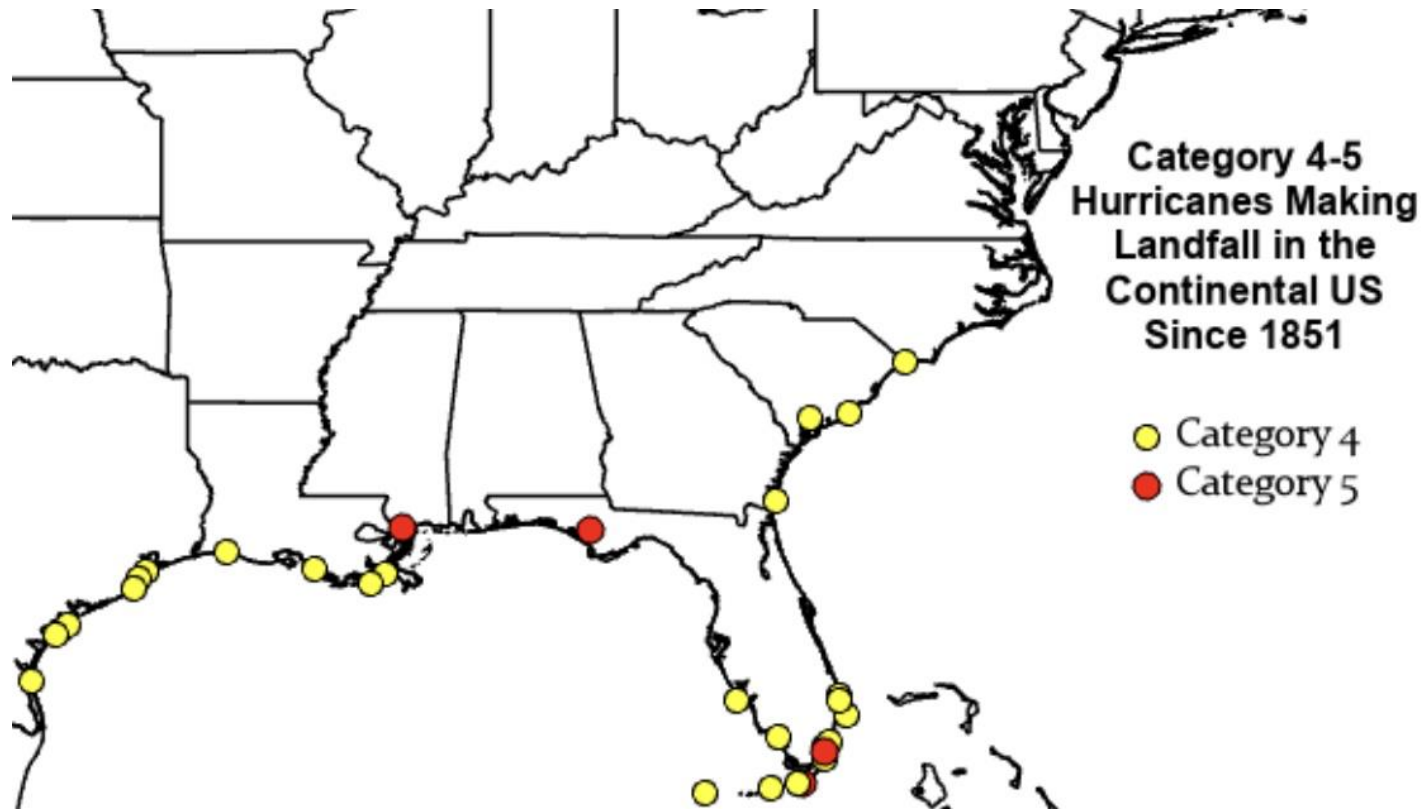 Category 4-5
Hurricanes Making
Landfall in the
Continental US
Since 1851
Category 4
Category 5